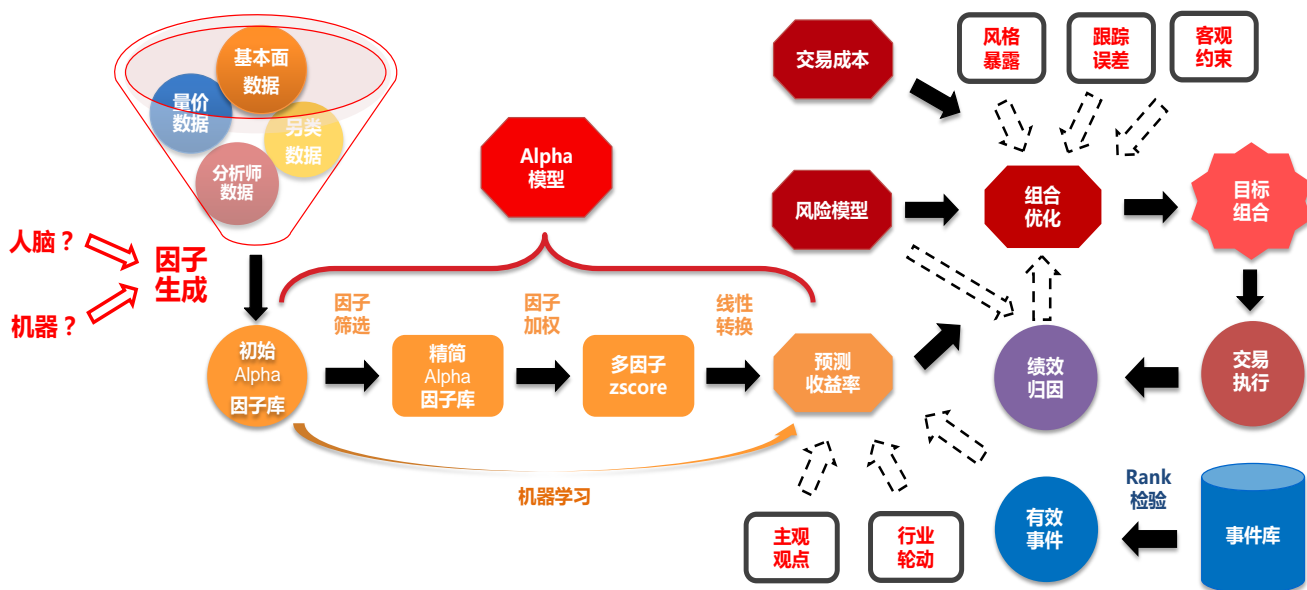 基本面
数据
量价
数据
另类
数据
分析师
数据
人脑？
机器？
因子
生成
初始
Alpha
因子库
因子
筛选
精简
Alpha
因子库
因子
加权
多因子
zscore
线性
转换
预测
收益率
Alpha
模型
机器学习
交易成本
风险模型
风格
暴露
跟踪
误差
客观
约束
组合
优化
目标
组合
交易
执行
绩效
归因
主观
观点
行业
轮动
有效
事件
Rank
检验
事件库